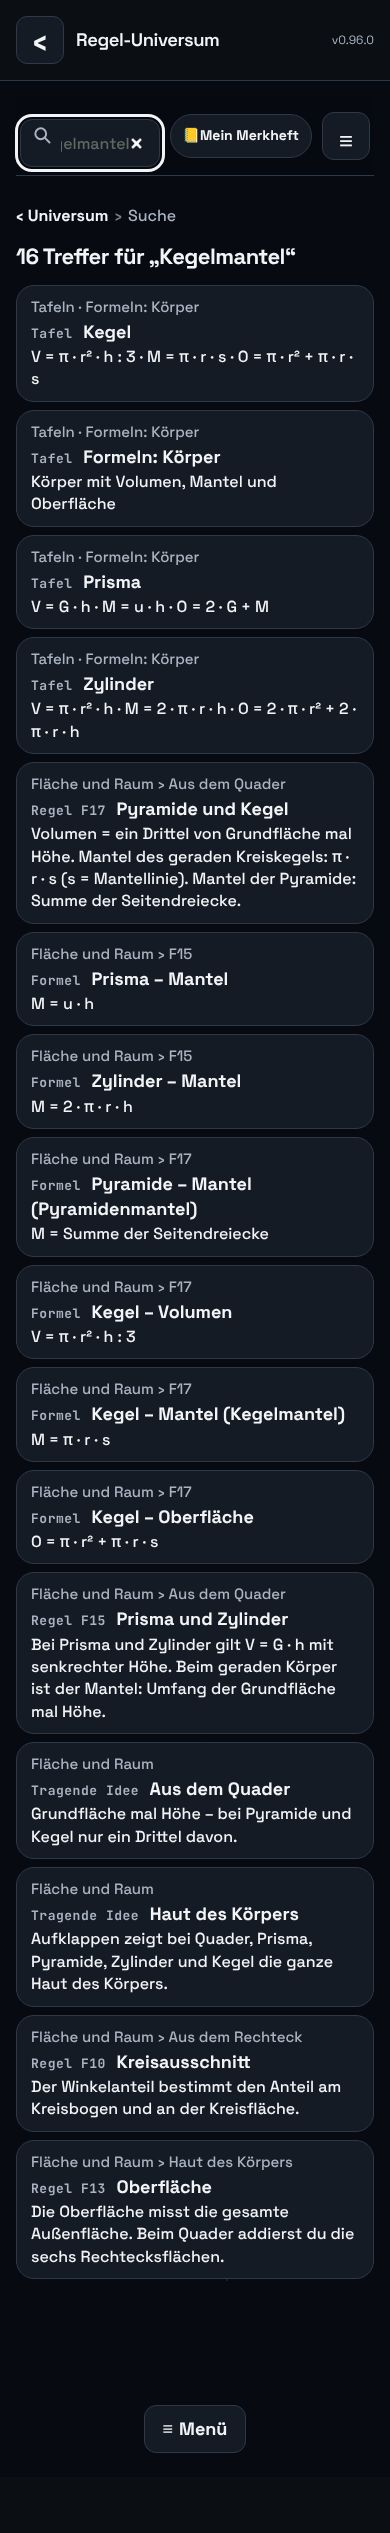 < Regel-Universum v0.96.0
gelmantel × 📒Mein Merkheft ≡
‹ Universum > Suche
16 Treffer für „Kegelmantel“
Tafeln · Formeln: Körper
Tafel Kegel
V = π · r² · h : 3 · M = π · r · s · O = π · r² + π · r ·
s
Tafeln · Formeln: Körper
Tafel Formeln: Körper
Körper mit Volumen, Mantel und
Oberfläche
Tafeln · Formeln: Körper
Tafel Prisma
V = G · h · M = u · h · O = 2 · G + M
Tafeln · Formeln: Körper
Tafel Zylinder
V = π · r² · h · M = 2 · π · r · h · O = 2 · π · r² + 2 ·
π · r · h
Fläche und Raum > Aus dem Quader
Regel F17 Pyramide und Kegel
Volumen = ein Drittel von Grundfläche mal
Höhe. Mantel des geraden Kreiskegels: π ·
r · s (s = Mantellinie). Mantel der Pyramide:
Summe der Seitendreiecke.
Fläche und Raum > F15
Formel Prisma – Mantel
M = u · h
Fläche und Raum > F15
Formel Zylinder – Mantel
M = 2 · π · r · h
Fläche und Raum > F17
Formel Pyramide – Mantel
(Pyramidenmantel)
M = Summe der Seitendreiecke
Fläche und Raum > F17
Formel Kegel – Volumen
V = π · r² · h : 3
Fläche und Raum > F17
Formel Kegel – Mantel (Kegelmantel)
M = π · r · s
Fläche und Raum > F17
Formel Kegel – Oberfläche
O = π · r² + π · r · s
Fläche und Raum > Aus dem Quader
Regel F15 Prisma und Zylinder
Bei Prisma und Zylinder gilt V = G · h mit
senkrechter Höhe. Beim geraden Körper
ist der Mantel: Umfang der Grundfläche
mal Höhe.
Fläche und Raum
Tragende Idee Aus dem Quader
Grundfläche mal Höhe – bei Pyramide und
Kegel nur ein Drittel davon.
Fläche und Raum
Tragende Idee Haut des Körpers
Aufklappen zeigt bei Quader, Prisma,
Pyramide, Zylinder und Kegel die ganze
Haut des Körpers.
Fläche und Raum > Aus dem Rechteck
Regel F10 Kreisausschnitt
Der Winkelanteil bestimmt den Anteil am
Kreisbogen und an der Kreisfläche.
Fläche und Raum > Haut des Körpers
Regel F13 Oberfläche
Die Oberfläche misst die gesamte
Außenfläche. Beim Quader addierst du die
sechs Rechtecksflächen.
≡ Menü